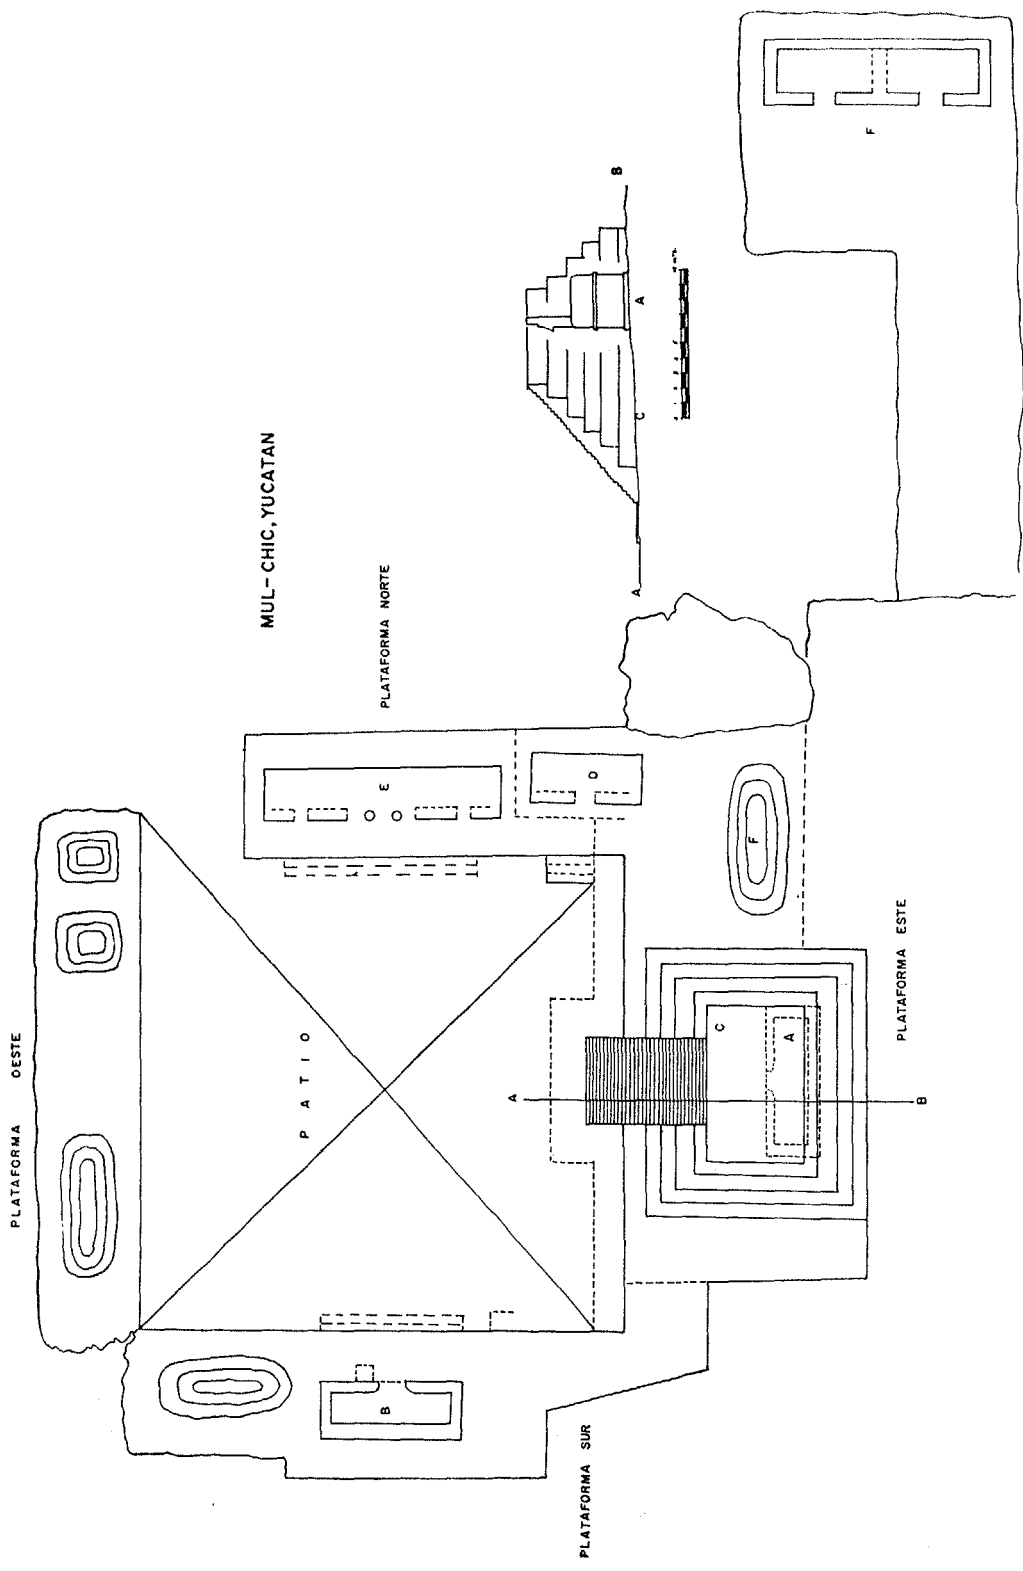 MUL-CHIC, YUCATAN
PLATAFORMA OESTE
PLATAFORMA NORTE
PATIO
PLATAFORMA ESTE
PLATAFORMA SUR
E
D
F
C
A
A
B
B
F
A
C
A
B